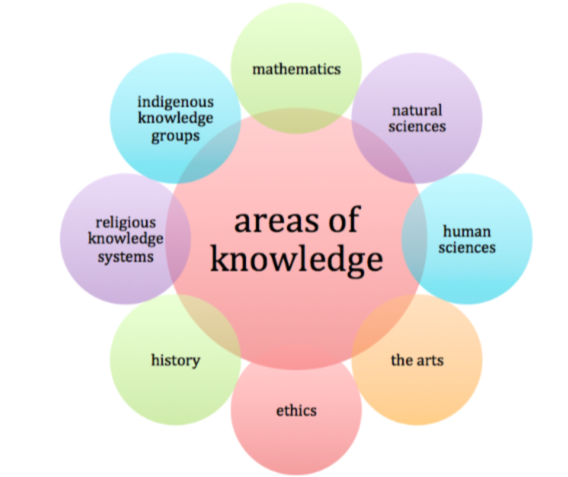 mathematics
natural
sciences
human
sciences
the arts
ethics
history
religious
knowledge
systems
indigenous
knowledge
groups
areas of
knowledge